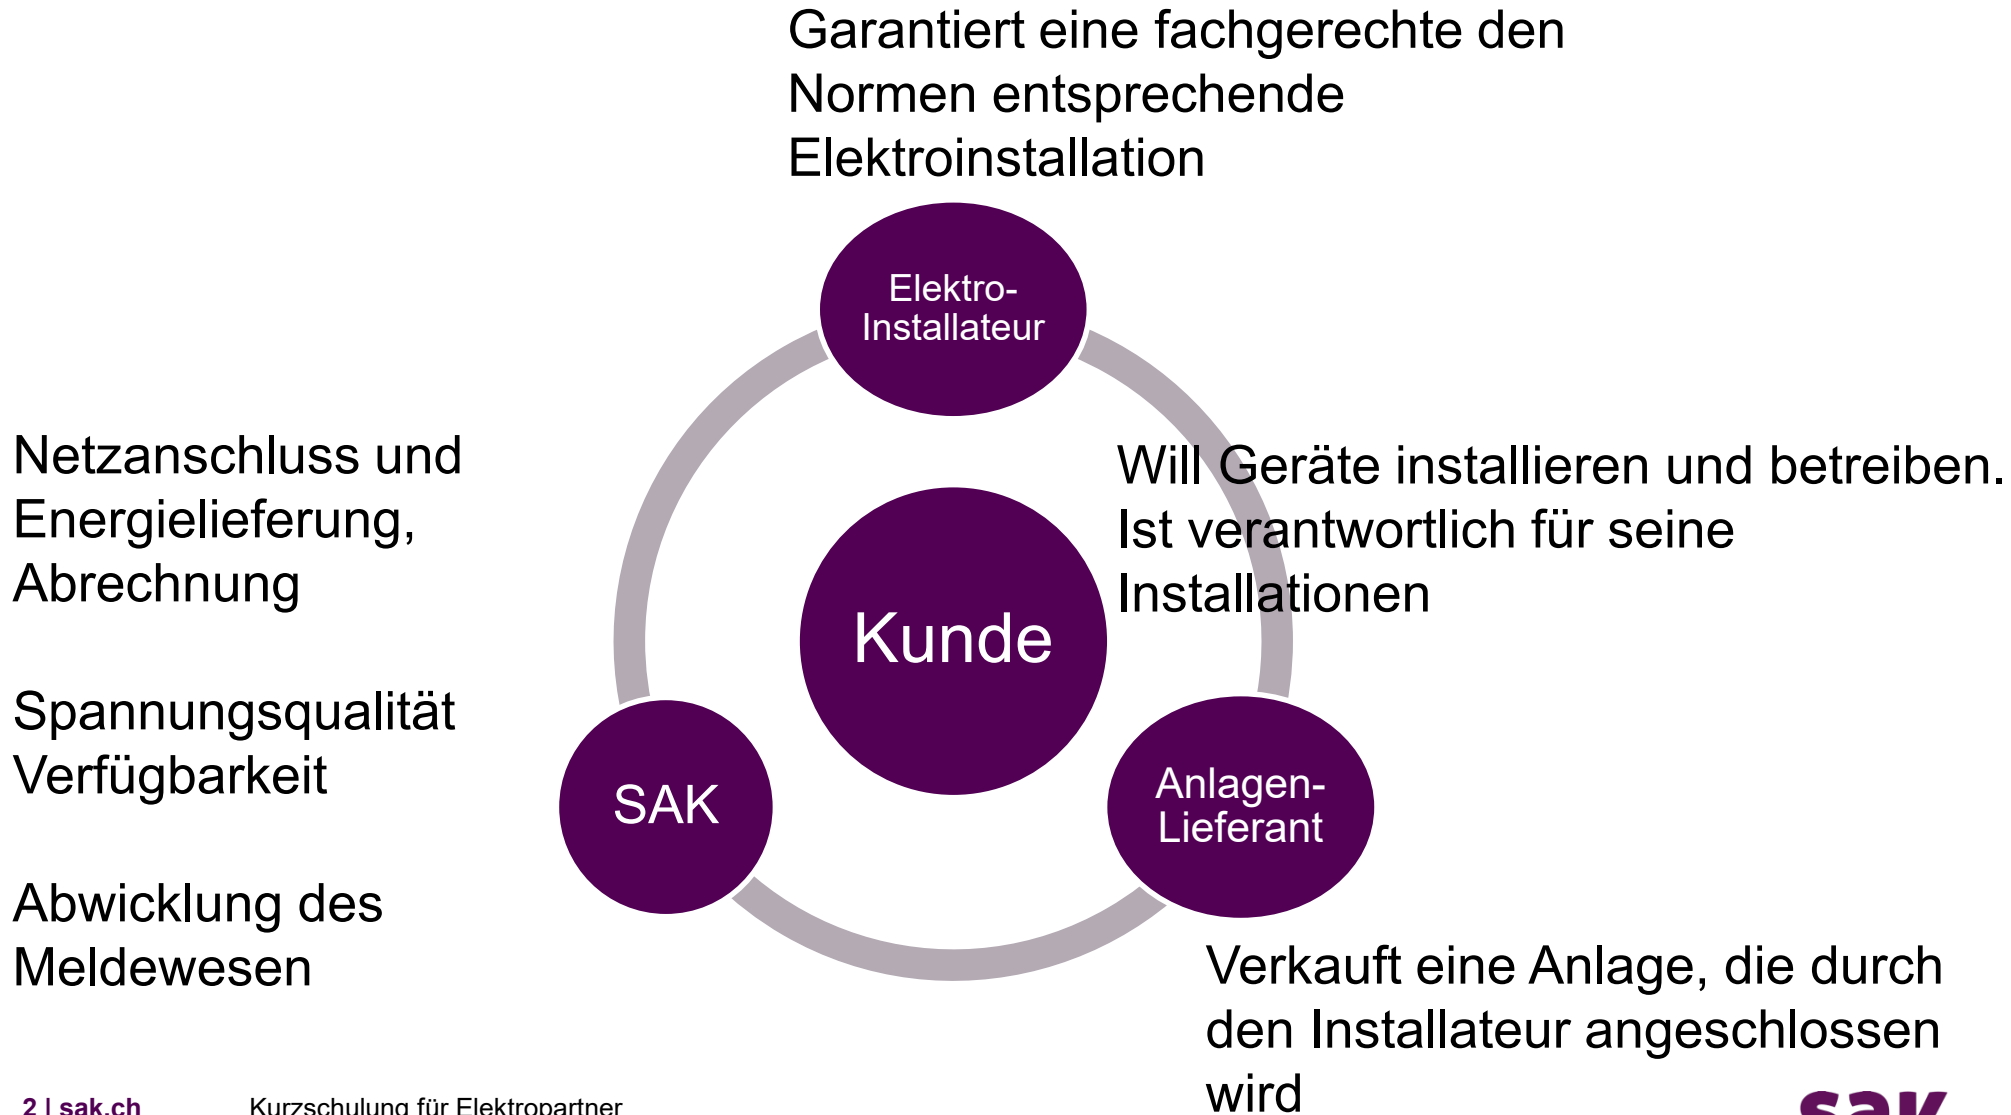 Garantiert eine fachgerechte den
Normen entsprechende
Elektroinstallation
Elektro-
Installateur
Netzanschluss und
Energielieferung,
Abrechnung
Spannungsqualität
Verfügbarkeit
Abwicklung des
Meldewesen
Will Geräte installieren und betreiben.
Ist verantwortlich für seine
Installationen
Kunde
SAK
Anlagen-
Lieferant
Verkauft eine Anlage, die durch
den Installateur angeschlossen
wird
2 | sak.ch
Kurzschulung für Elektropartner
sak